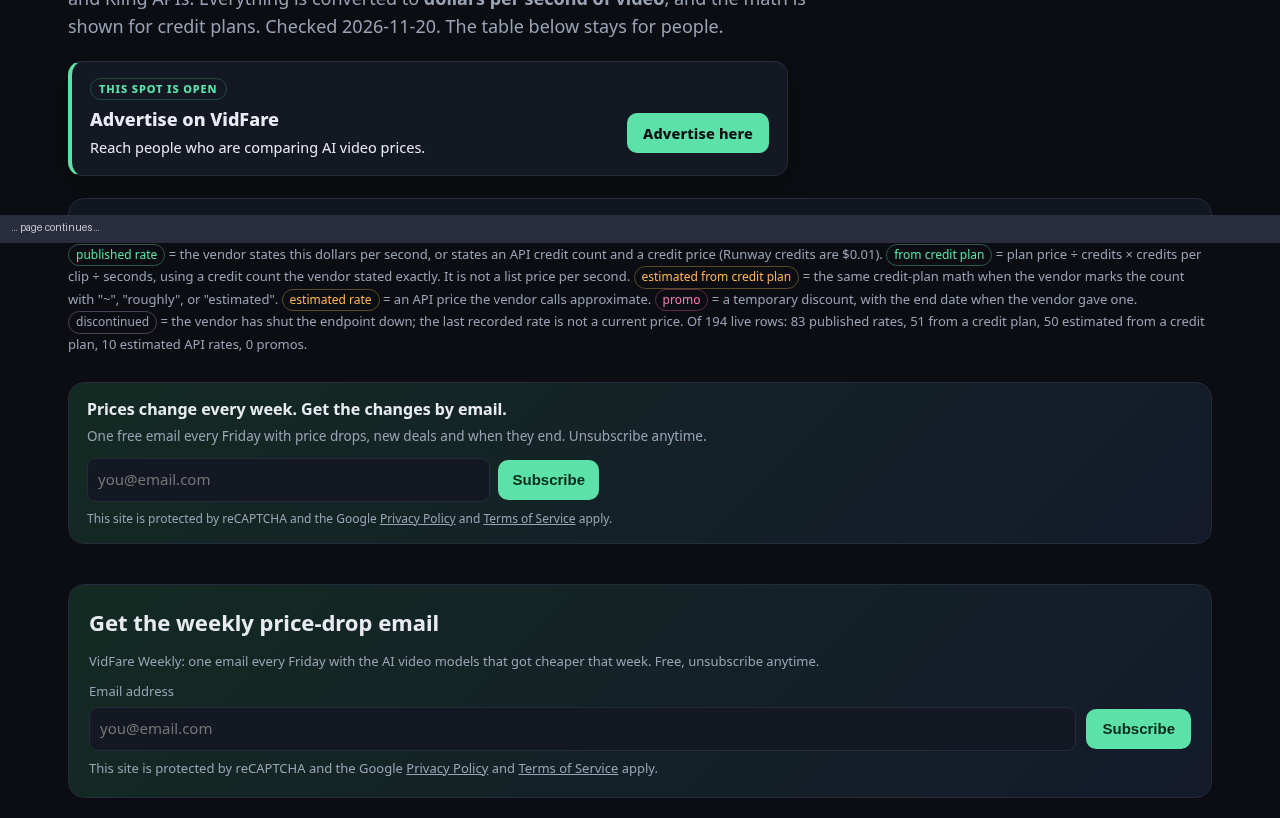 and Kling APIs. Everything is converted to dollars per second of video, and the math is
shown for credit plans. Checked 2026-11-20. The table below stays for people.
THIS SPOT IS OPEN
Advertise on VidFare
Reach people who are comparing AI video prices.
Advertise here
... page continues...
published rate = the vendor states this dollars per second, or states an API credit count and a credit price (Runway credits are $0.01). from credit plan = plan price ÷ credits × credits per
clip ÷ seconds, using a credit count the vendor stated exactly. It is not a list price per second. estimated from credit plan = the same credit-plan math when the vendor marks the count
with "~", "roughly", or "estimated". estimated rate = an API price the vendor calls approximate. promo = a temporary discount, with the end date when the vendor gave one.
discontinued = the vendor has shut the endpoint down; the last recorded rate is not a current price. Of 194 live rows: 83 published rates, 51 from a credit plan, 50 estimated from a credit
plan, 10 estimated API rates, 0 promos.
Prices change every week. Get the changes by email.
One free email every Friday with price drops, new deals and when they end. Unsubscribe anytime.
you@email.com
Subscribe
This site is protected by reCAPTCHA and the Google Privacy Policy and Terms of Service apply.
Get the weekly price-drop email
VidFare Weekly: one email every Friday with the AI video models that got cheaper that week. Free, unsubscribe anytime.
Email address
you@email.com
Subscribe
This site is protected by reCAPTCHA and the Google Privacy Policy and Terms of Service apply.